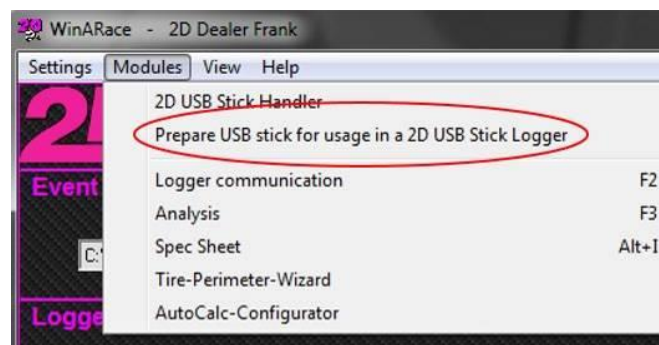 WinARace - 2D Dealer Frank
Settings Modules View Help
2D USB Stick Handler
Prepare USB stick for usage in a 2D USB Stick Logger
Event
Logger communication F2
Analysis F3
C:
Spec Sheet Alt+I
Tire-Perimeter-Wizard
Logge
AutoCalc-Configurator